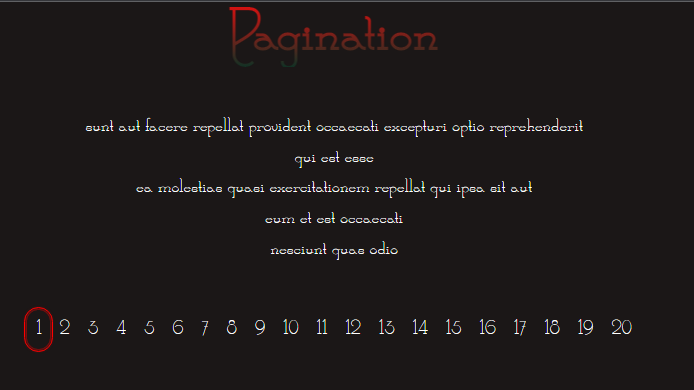 Pagination
sunt aut facere repellat provident occaecati excepturi optio reprehenderit
qui est esse
ea molestias quasi exercitationem repellat qui ipsa sit aut
eum et est occaecati
nesciunt quas odio
1 2 3 4 5 6 7 8 9 10 11 12 13 14 15 16 17 18 19 20